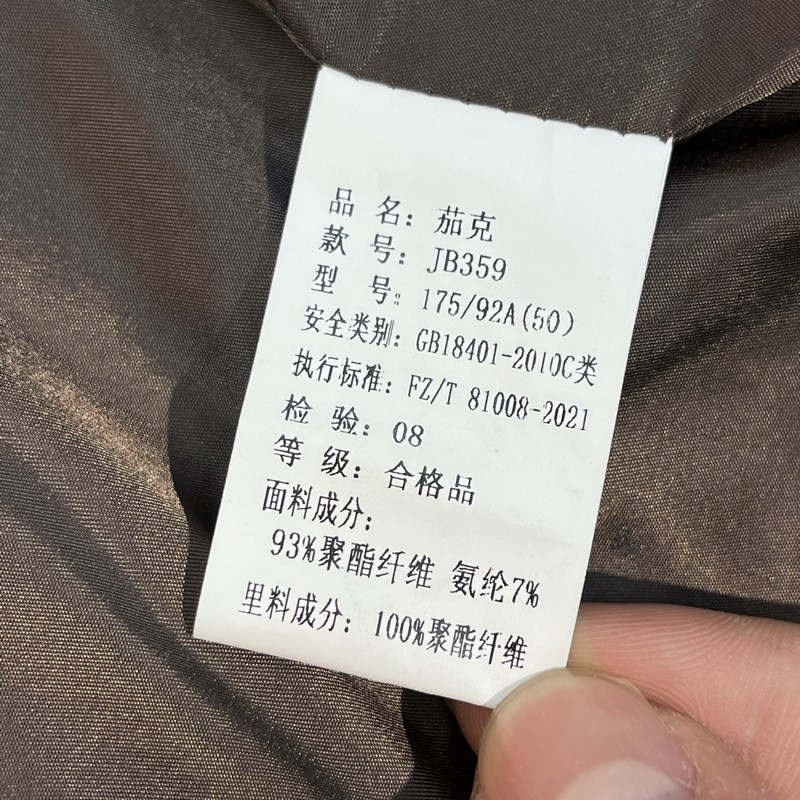 品 名：茄克
款 号：JB359
型 号：175/92A(50)
安全类别：GB18401-2010C类
执行标准：FZ/T 81008-2021
检 验：08
等 级：合格品
面料成分：
93%聚酯纤维 氨纶7%
里料成分：100%聚酯纤维